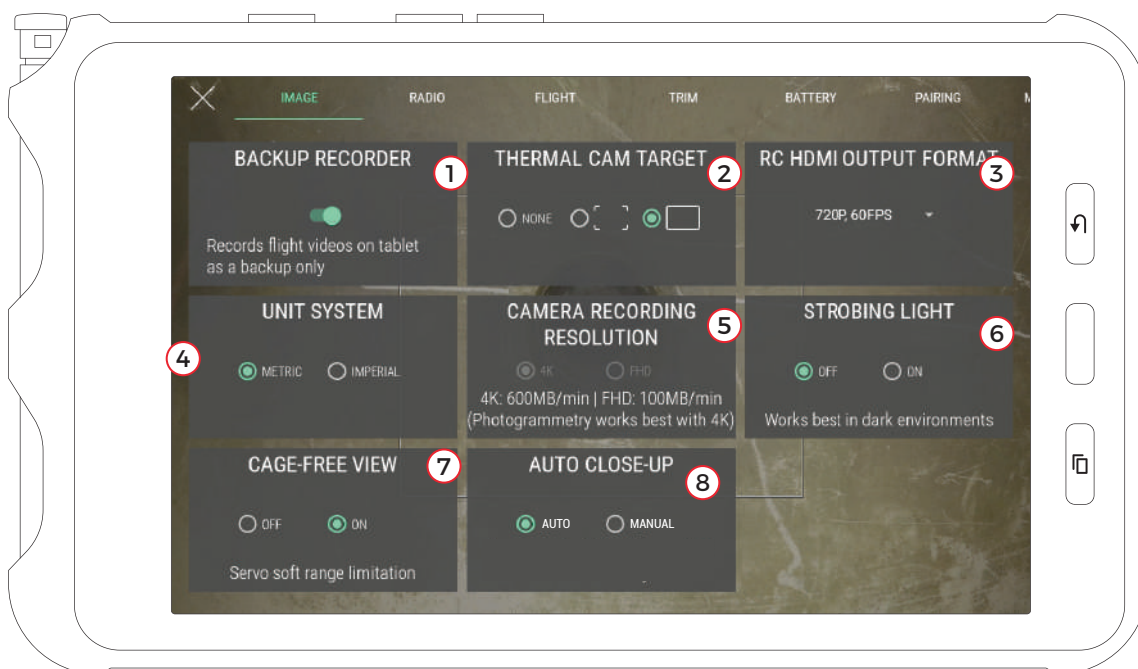 IMAGE RADIO FLIGHT TRIM BATTERY PAIRING
BACKUP RECORDER
1
Records flight videos on tablet
as a backup only
THERMAL CAM TARGET
2
NONE
RC HDMI OUTPUT FORMAT
3
720P, 60FPS
UNIT SYSTEM
4
METRIC IMPERIAL
CAMERA RECORDING
RESOLUTION
5
4K FHD
4K: 600MB/min | FHD: 100MB/min
(Photogrammetry works best with 4K)
STROBING LIGHT
6
OFF ON
Works best in dark environments
CAGE-FREE VIEW
7
OFF ON
Servo soft range limitation
AUTO CLOSE-UP
8
AUTO MANUAL